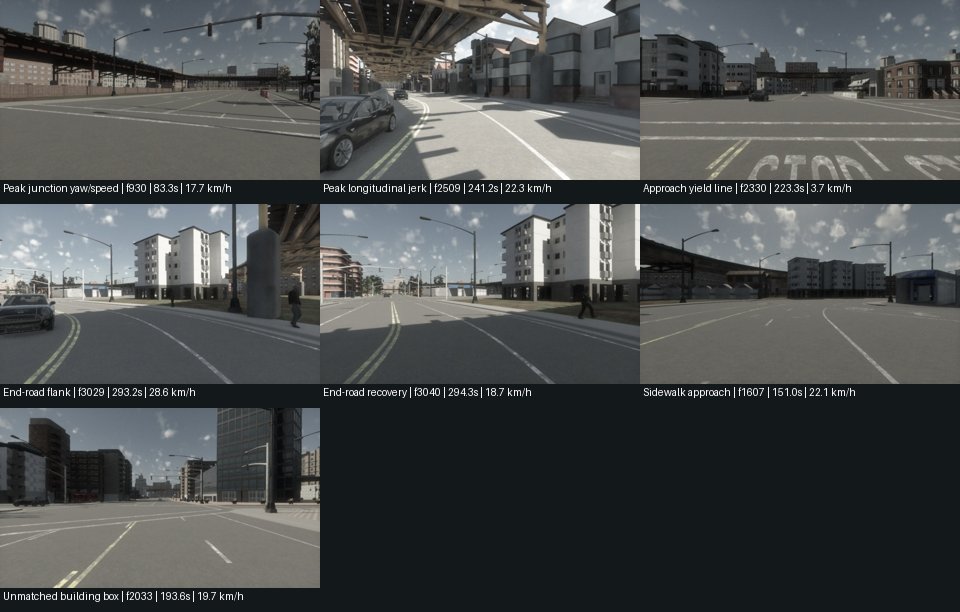 Peak junction yaw/speed | f930 | 83.3s | 17.7 km/h
Peak longitudinal jerk | f2509 | 241.2s | 22.3 km/h
STOP
Approach yield line | f2330 | 223.3s | 3.7 km/h
End-road flank | f3029 | 293.2s | 28.6 km/h
End-road recovery | f3040 | 294.3s | 18.7 km/h
Sidewalk approach | f1607 | 151.0s | 22.1 km/h
Unmatched building box | f2033 | 193.6s | 19.7 km/h